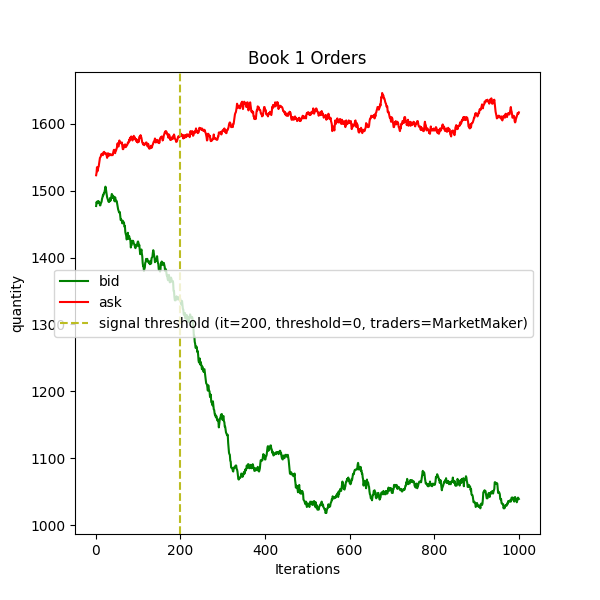 Book 1 Orders
quantity
1600
1500
1400
1300
1200
1100
1000
bid
ask
signal threshold (it=200, threshold=0, traders=MarketMaker)
0 200 400 600 800 1000
Iterations